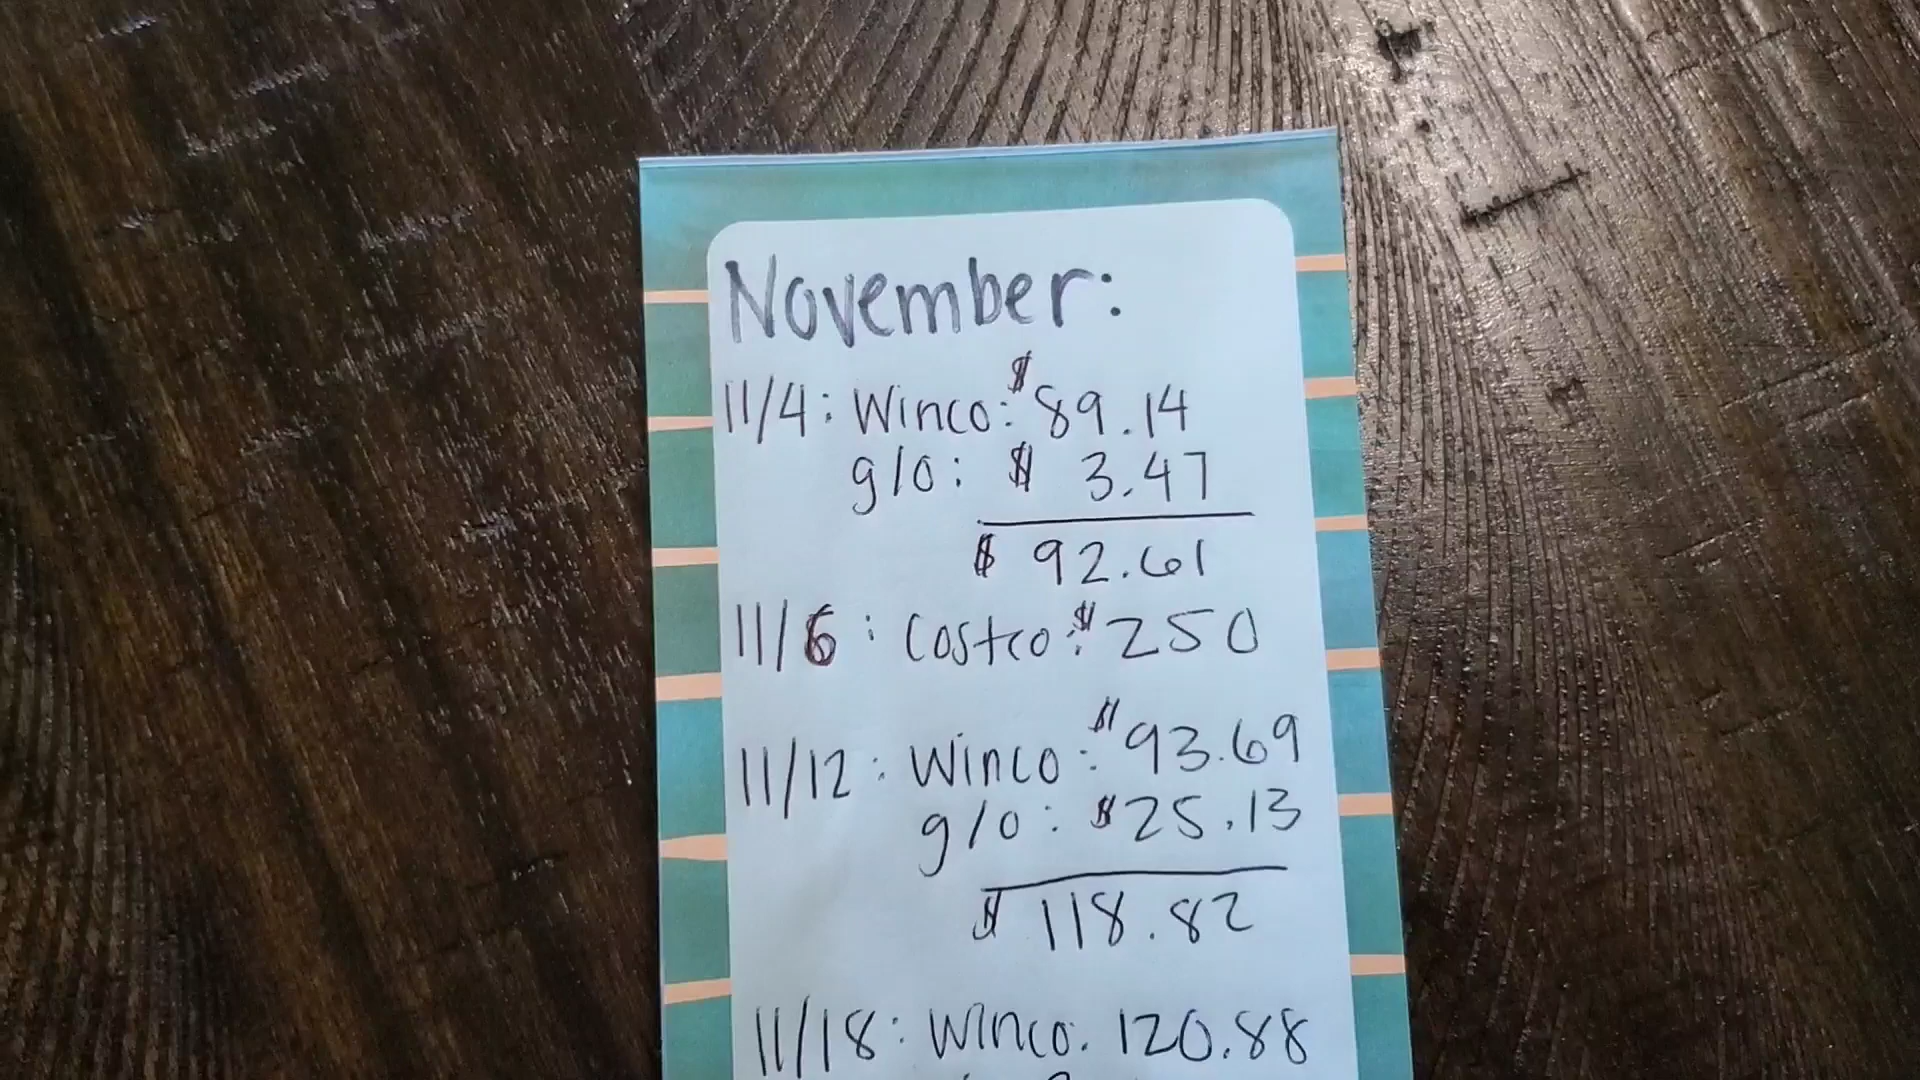 November:
11/4: Winco: $89.14
g/o: $ 3.47
$ 92.61
11/6: Costco: $250
11/12: Winco: $93.69
g/o: $25.13
$ 118.82
11/18: Winco. 120.88